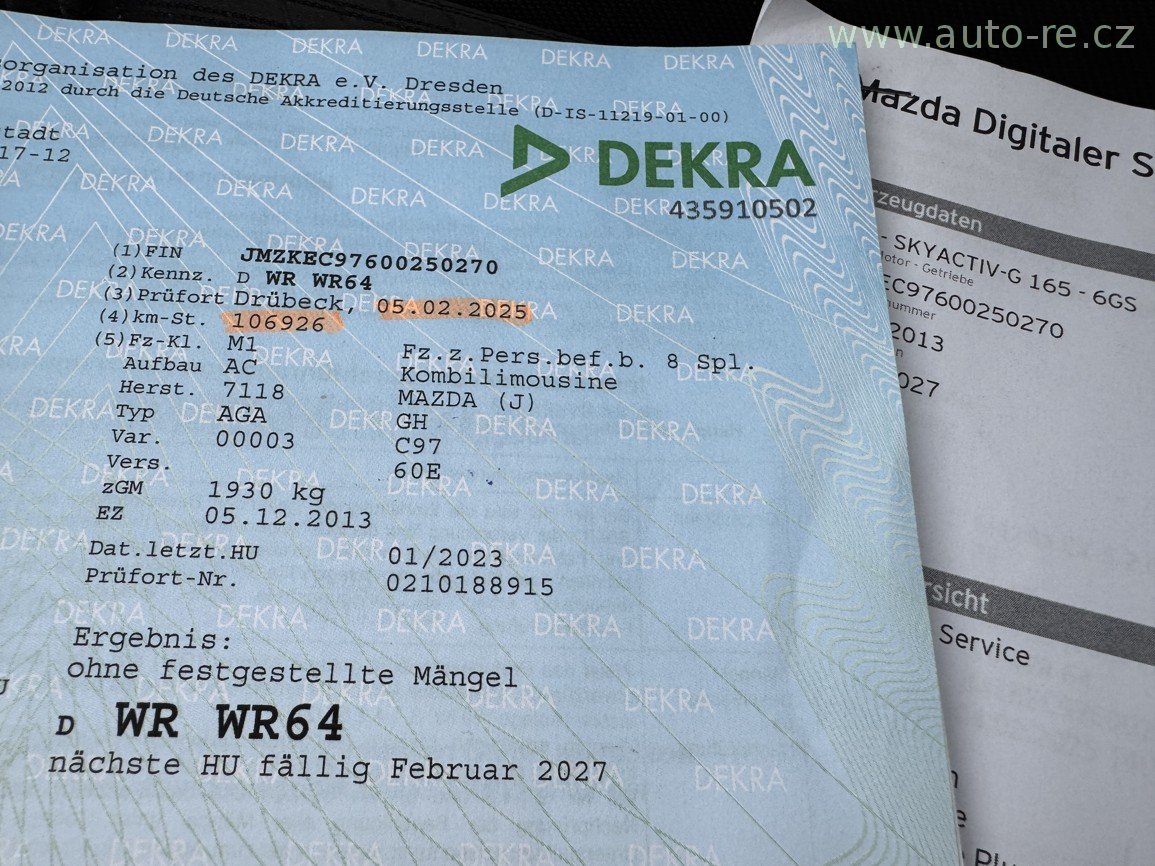 www.auto-re.cz
organisation des DEKRA e.V. Dresden
2012 durch die Deutsche Akkreditierungsstelle (D-IS-11219-01-00)
stadt
17-12
DEKRA
435910502
(1)FIN JMZKEC97600250270
(2)Kennz. D WR WR64
(3)Prüfort Drübeck, 05.02.2025
(4)km-St. 106926
(5)Fz-Kl. M1 Fz.z.Pers.bef.b. 8 Spl.
Aufbau AC Kombilimousine
Herst. 7118 MAZDA (J)
Typ AGA GH
Var. 00003 C97
Vers. 60E
zGM 1930 kg
EZ 05.12.2013
Dat.letzt.HU 01/2023
Prüfort-Nr. 0210188915
Ergebnis:
ohne festgestellte Mängel
D WR WR64
nächste HU fällig Februar 2027
Mazda Digitaler S
rzeugdaten
- SKYACTIV-G 165 - 6GS
otor - Getriebe
EC97600250270
nummer
2013
n
027
rsicht
Service